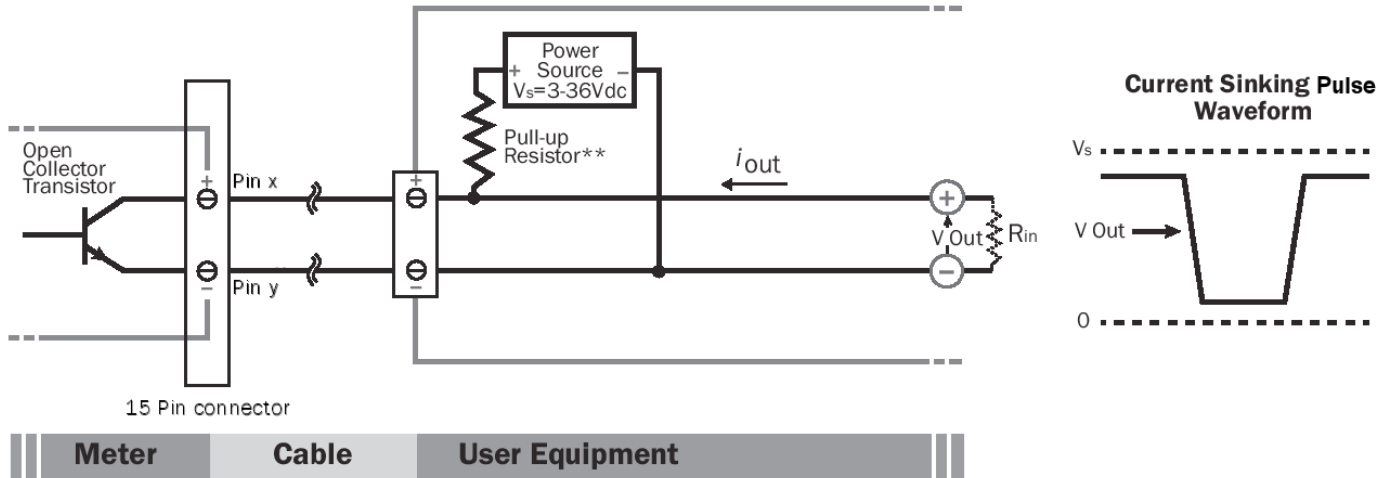 Power
+ Source −
Vs=3-36Vdc
Current Sinking Pulse
Waveform
Open
Collector
Transistor
Pull-up
Resistor**
iout
Vs
+
Pin x
+
+
V Out
Rin
V Out
−
Pin y
−
−
0
15 Pin connector
Meter
Cable
User Equipment